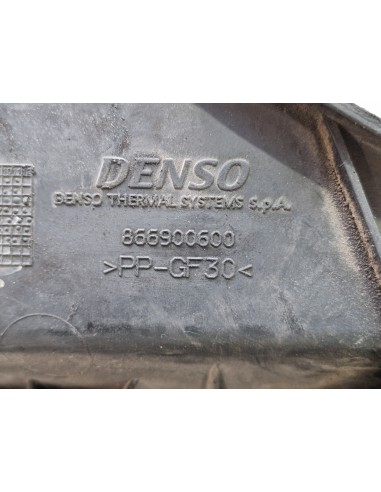 DENSO
DENSO THERMAL SYSTEMS S.p.A.
866900600
>PP-GF30<